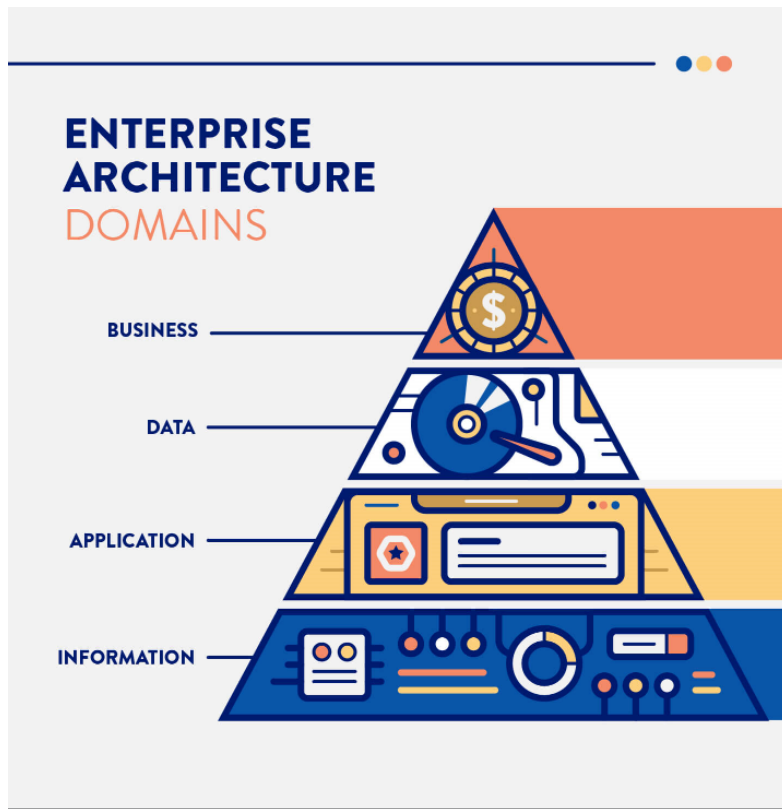 ENTERPRISE
ARCHITECTURE
DOMAINS
BUSINESS
$
DATA
APPLICATION
INFORMATION